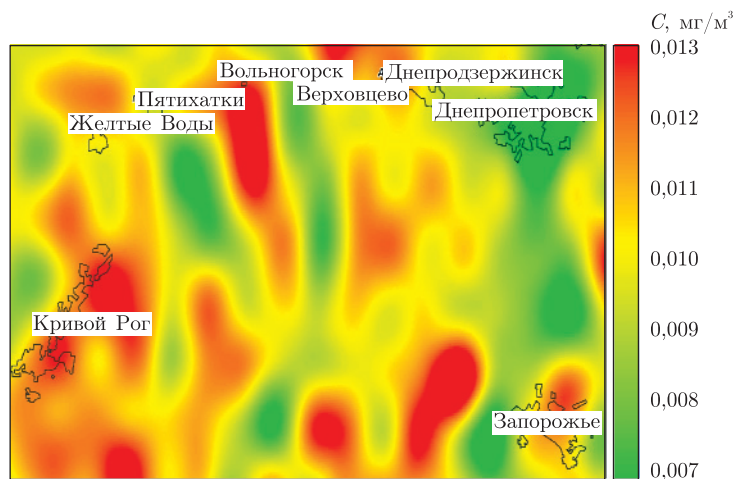 C, мг/м³
0,013
Вольногорск
Днепродзержинск
Пятихатки
Верховцево
Желтые Воды
Днепропетровск
0,012
0,011
0,010
Кривой Рог
0,009
0,008
Запорожье
0,007